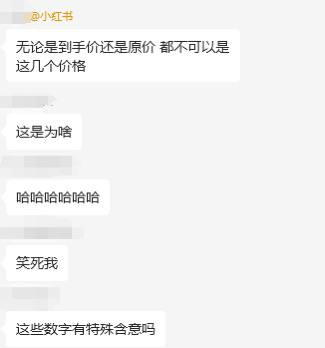 @小红书
无论是到手价还是原价 都不可以是
这几个价格
这是为啥
哈哈哈哈哈哈
笑死我
这些数字有特殊含意吗